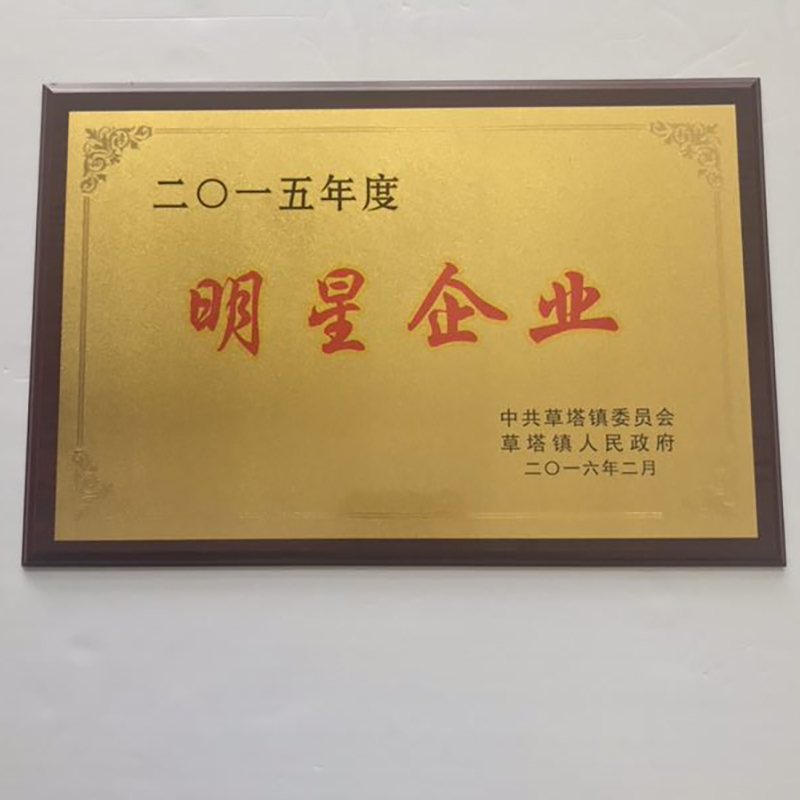 二〇一五年度
明星企业
中共草塔镇委员会
草塔镇人民政府
二〇一六年二月